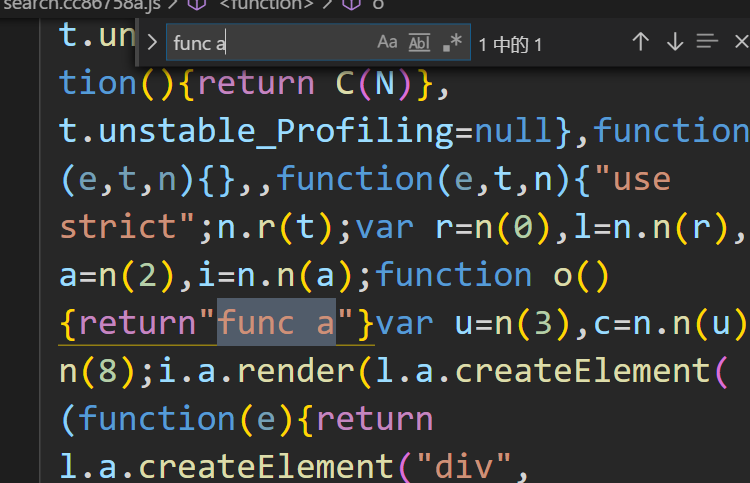 search.cc86758a.js > <function> > o
func a
Aa Abl .* 1 中的 1
t.un
tion(){return C(N)},
t.unstable_Profiling=null},function
(e,t,n){},,function(e,t,n){"use
strict";n.r(t);var r=n(0),l=n.n(r),
a=n(2),i=n.n(a);function o()
{return"func a"}var u=n(3),c=n.n(u)
n(8);i.a.render(l.a.createElement(
(function(e){return
l.a.createElement("div",